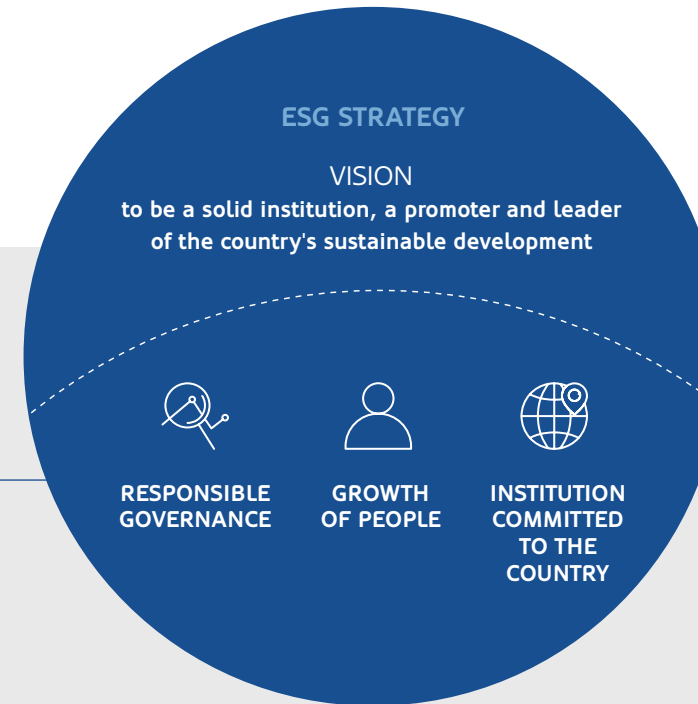 ESG STRATEGY
VISION
to be a solid institution, a promoter and leader
of the country's sustainable development
RESPONSIBLE
GOVERNANCE
GROWTH
OF PEOPLE
INSTITUTION
COMMITTED
TO THE
COUNTRY